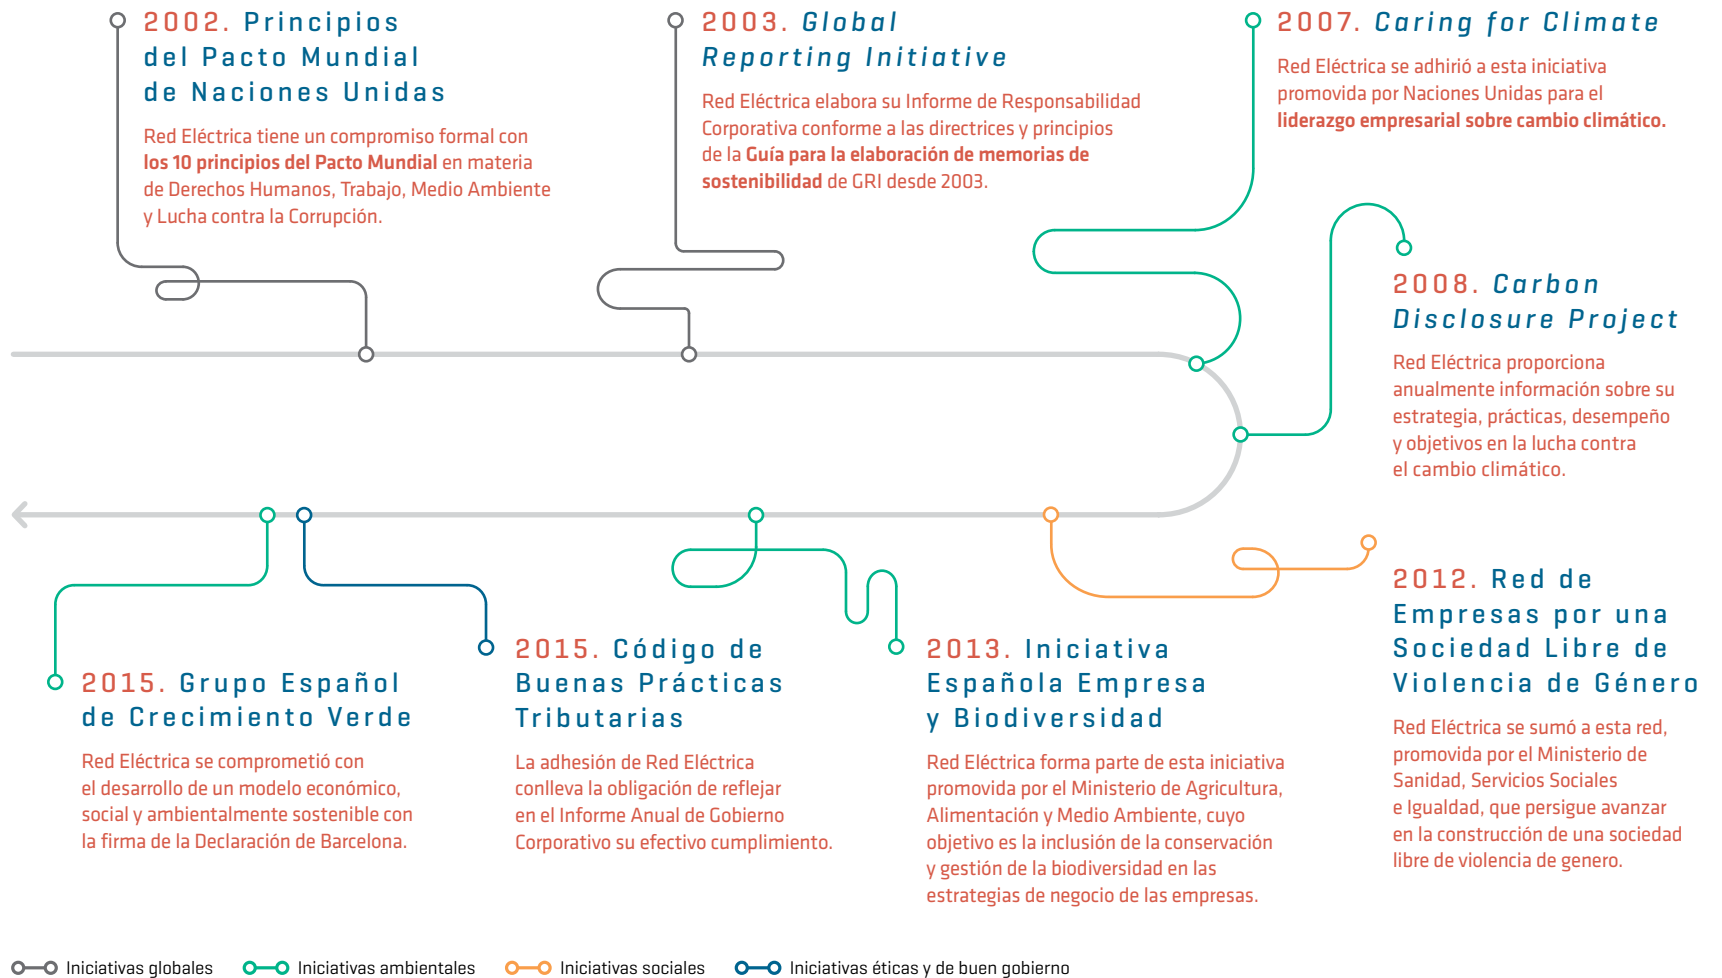 2002. Principios
del Pacto Mundial
de Naciones Unidas
Red Eléctrica tiene un compromiso formal con
los 10 principios del Pacto Mundial en materia
de Derechos Humanos, Trabajo, Medio Ambiente
y Lucha contra la Corrupción.
2003. Global
Reporting Initiative
Red Eléctrica elabora su Informe de Responsabilidad
Corporativa conforme a las directrices y principios
de la Guía para la elaboración de memorias de
sostenibilidad de GRI desde 2003.
2007. Caring for Climate
Red Eléctrica se adhirió a esta iniciativa
promovida por Naciones Unidas para el
liderazgo empresarial sobre cambio climático.
2008. Carbon
Disclosure Project
Red Eléctrica proporciona
anualmente información sobre su
estrategia, prácticas, desempeño
y objetivos en la lucha contra
el cambio climático.
2015. Grupo Español
de Crecimiento Verde
Red Eléctrica se comprometió con
el desarrollo de un modelo económico,
social y ambientalmente sostenible con
la firma de la Declaración de Barcelona.
2015. Código de
Buenas Prácticas
Tributarias
La adhesión de Red Eléctrica
conlleva la obligación de reflejar
en el Informe Anual de Gobierno
Corporativo su efectivo cumplimiento.
2013. Iniciativa
Española Empresa
y Biodiversidad
Red Eléctrica forma parte de esta iniciativa
promovida por el Ministerio de Agricultura,
Alimentación y Medio Ambiente, cuyo
objetivo es la inclusión de la conservación
y gestión de la biodiversidad en las
estrategias de negocio de las empresas.
2012. Red de
Empresas por una
Sociedad Libre de
Violencia de Género
Red Eléctrica se sumó a esta red,
promovida por el Ministerio de
Sanidad, Servicios Sociales
e Igualdad, que persigue avanzar
en la construcción de una sociedad
libre de violencia de genero.
Iniciativas globales
Iniciativas ambientales
Iniciativas sociales
Iniciativas éticas y de buen gobierno